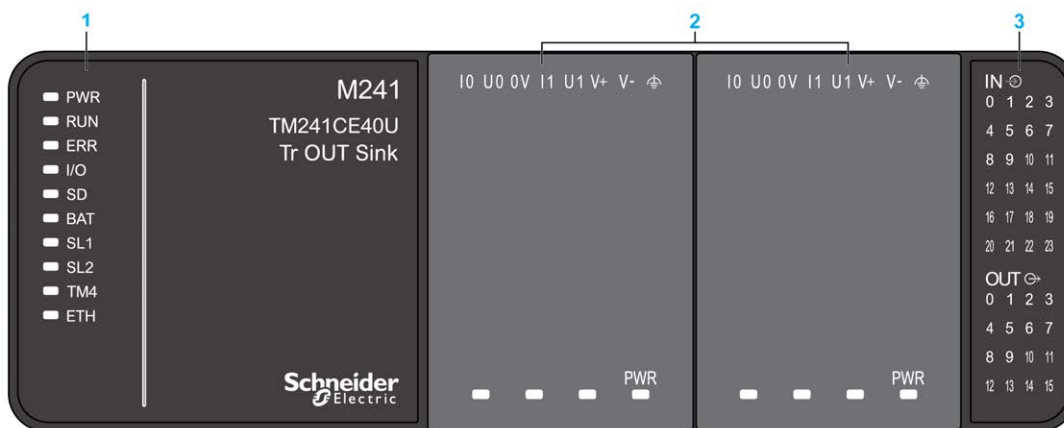 1
2
3
PWR
RUN
ERR
I/O
SD
BAT
SL1
SL2
TM4
ETH
M241
TM241CE40U
Tr OUT Sink
Schneider
Electric
I0 U0 0V I1 U1 V+ V-
PWR
I0 U0 0V I1 U1 V+ V-
PWR
IN
0 1 2 3
4 5 6 7
8 9 10 11
12 13 14 15
16 17 18 19
20 21 22 23
OUT
0 1 2 3
4 5 6 7
8 9 10 11
12 13 14 15